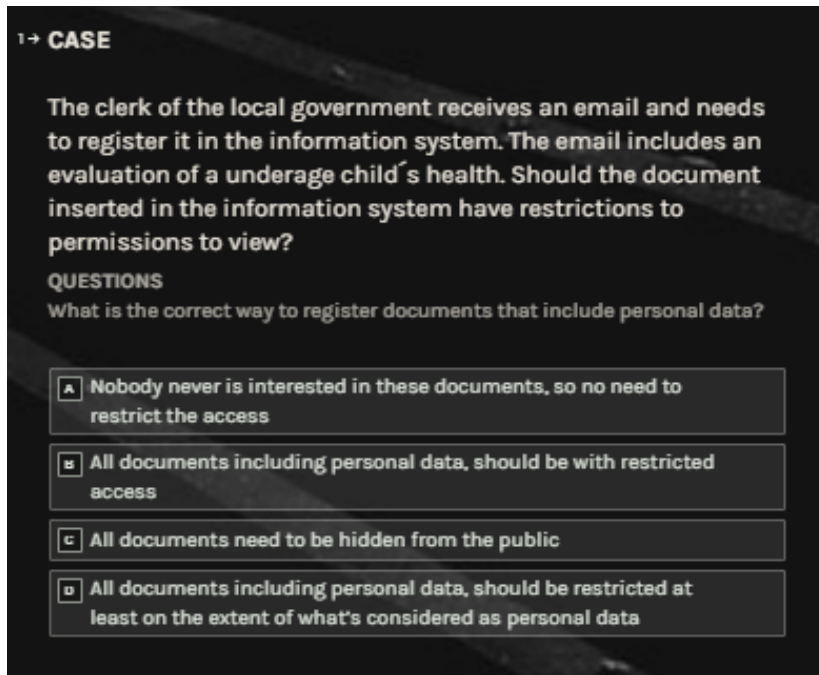 1→ CASE
The clerk of the local government receives an email and needs
to register it in the information system. The email includes an
evaluation of a underage child´s health. Should the document
inserted in the information system have restrictions to
permissions to view?
QUESTIONS
What is the correct way to register documents that include personal data?
A Nobody never is interested in these documents, so no need to
restrict the access
B All documents including personal data, should be with restricted
access
C All documents need to be hidden from the public
D All documents including personal data, should be restricted at
least on the extent of what's considered as personal data